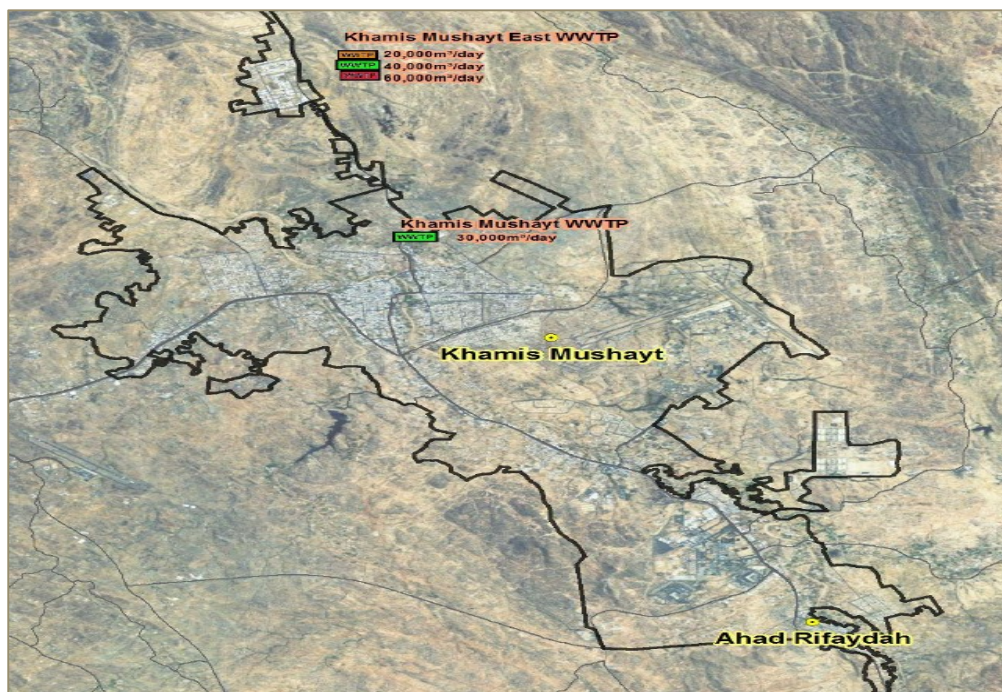 Khamis Mushayt East WWTP
WWTP 20,000m³/day
WWTP 40,000m³/day
WWTP 60,000m³/day
Khamis Mushayt WWTP
WWTP 30,000m³/day
Khamis Mushayt
Ahad Rifaydah